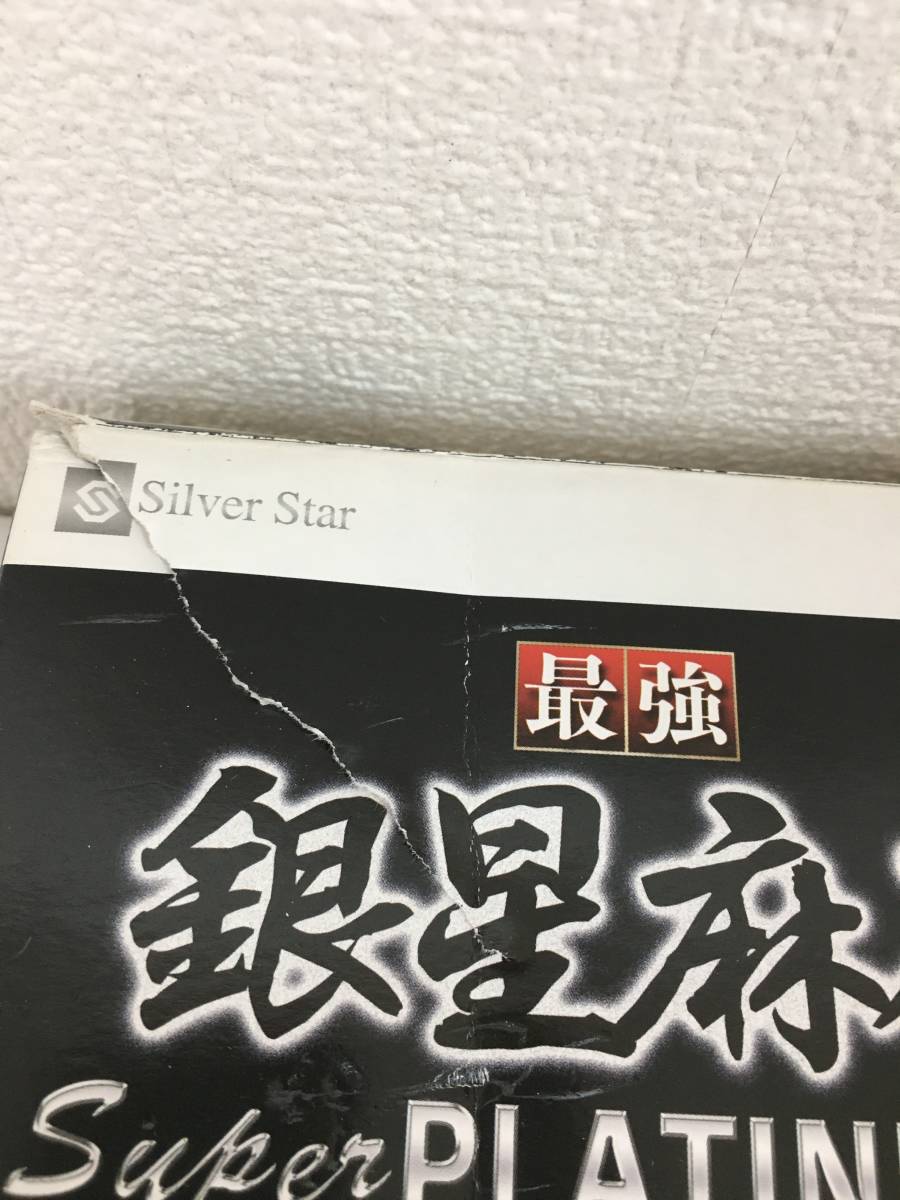 Silver Star
最強
銀星麻
Super PLATIN